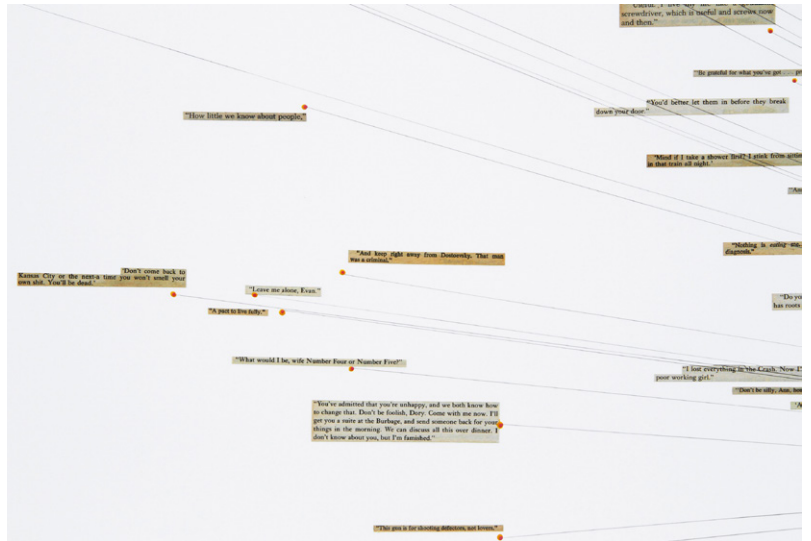 screwdriver, which is useful and screws now
and then."
"Be grateful for what you've got
"You'd better let them in before they break
down your door."
"How little we know about people,"
"Mind if I take a shower first? I stick from sitting
in that train all night."
"Nothing is eating
diagnosis."
"And keep right away from Dostoevsky. That man
was a criminal."
'Don't come back to
Kansas City or the next-a time you won't smell your
own shit. You'll be dead.'
"Leave me alone, Evan."
"Do yo
has roots
"A pact to live fully."
"What would I be, wife Number Four or Number Five?"
"I lost everything in the Crash. Now I'
poor working girl."
"Don't be silly, Ann,
"You've admitted that you're unhappy, and we both know how
to change that. Don't be foolish, Dory. Come with me now. I'll
get you a suite at the Burbage, and send someone back for your
things in the morning. We can discuss all this over dinner. I
don't know about you, but I'm famished."
"This gun is for shooting defectors, not lovers."